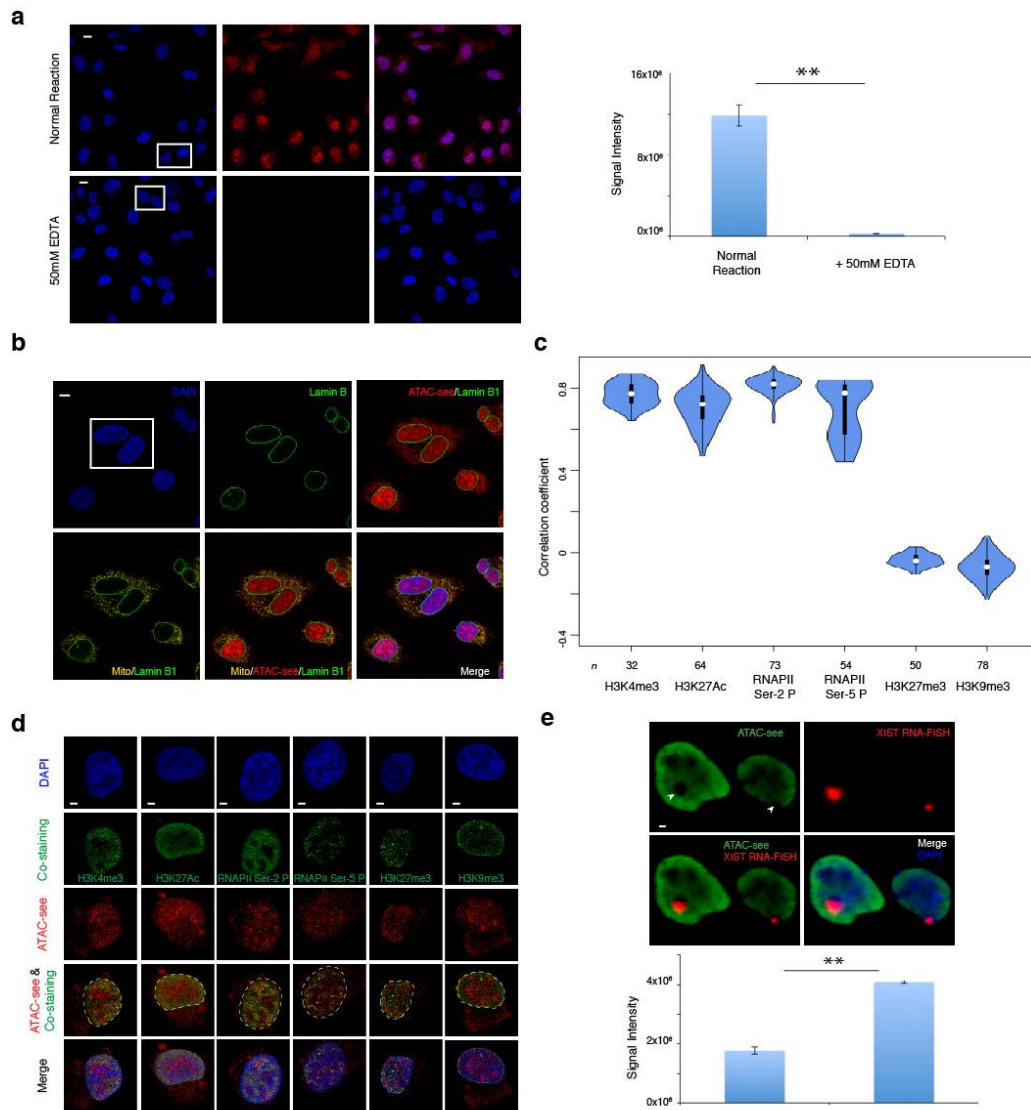 a
Normal Reaction
50mM EDTA
**
16x10⁶
8x10⁶
0x10⁶
Signal Intensity
Normal
Reaction
+ 50mM EDTA
b
DAPI
Lamin B
ATAC-see/Lamin B1
Mito/Lamin B1
Mito/ATAC-see/Lamin B1
Merge
c
Correlation coefficient
0.8
0.4
0
-0.4
n 32 64 73 54 50 78
H3K4me3 H3K27Ac RNAPII Ser-2 P RNAPII Ser-5 P H3K27me3 H3K9me3
d
DAPI
Co-staining
H3K4me3 H3K27Ac RNAPII Ser-2 P RNAPII Ser-5 P H3K27me3 H3K9me3
ATAC-see
ATAC-see &
Co-staining
Merge
e
ATAC-see
XIST RNA-FISH
ATAC-see
XIST RNA-FISH
Merge
DAPI
**
4x10⁶
2x10⁶
0x10⁶
Signal Intensity